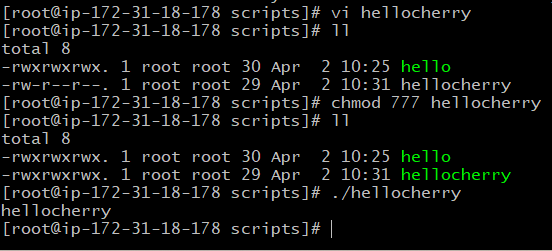 [root@ip-172-31-18-178 scripts]# vi hellocherry
[root@ip-172-31-18-178 scripts]# ll
total 8
-rwxrwxrwx. 1 root root 30 Apr  2 10:25 hello
-rw-r--r--. 1 root root 29 Apr  2 10:31 hellocherry
[root@ip-172-31-18-178 scripts]# chmod 777 hellocherry
[root@ip-172-31-18-178 scripts]# ll
total 8
-rwxrwxrwx. 1 root root 30 Apr  2 10:25 hello
-rwxrwxrwx. 1 root root 29 Apr  2 10:31 hellocherry
[root@ip-172-31-18-178 scripts]# ./hellocherry
hellocherry
[root@ip-172-31-18-178 scripts]#